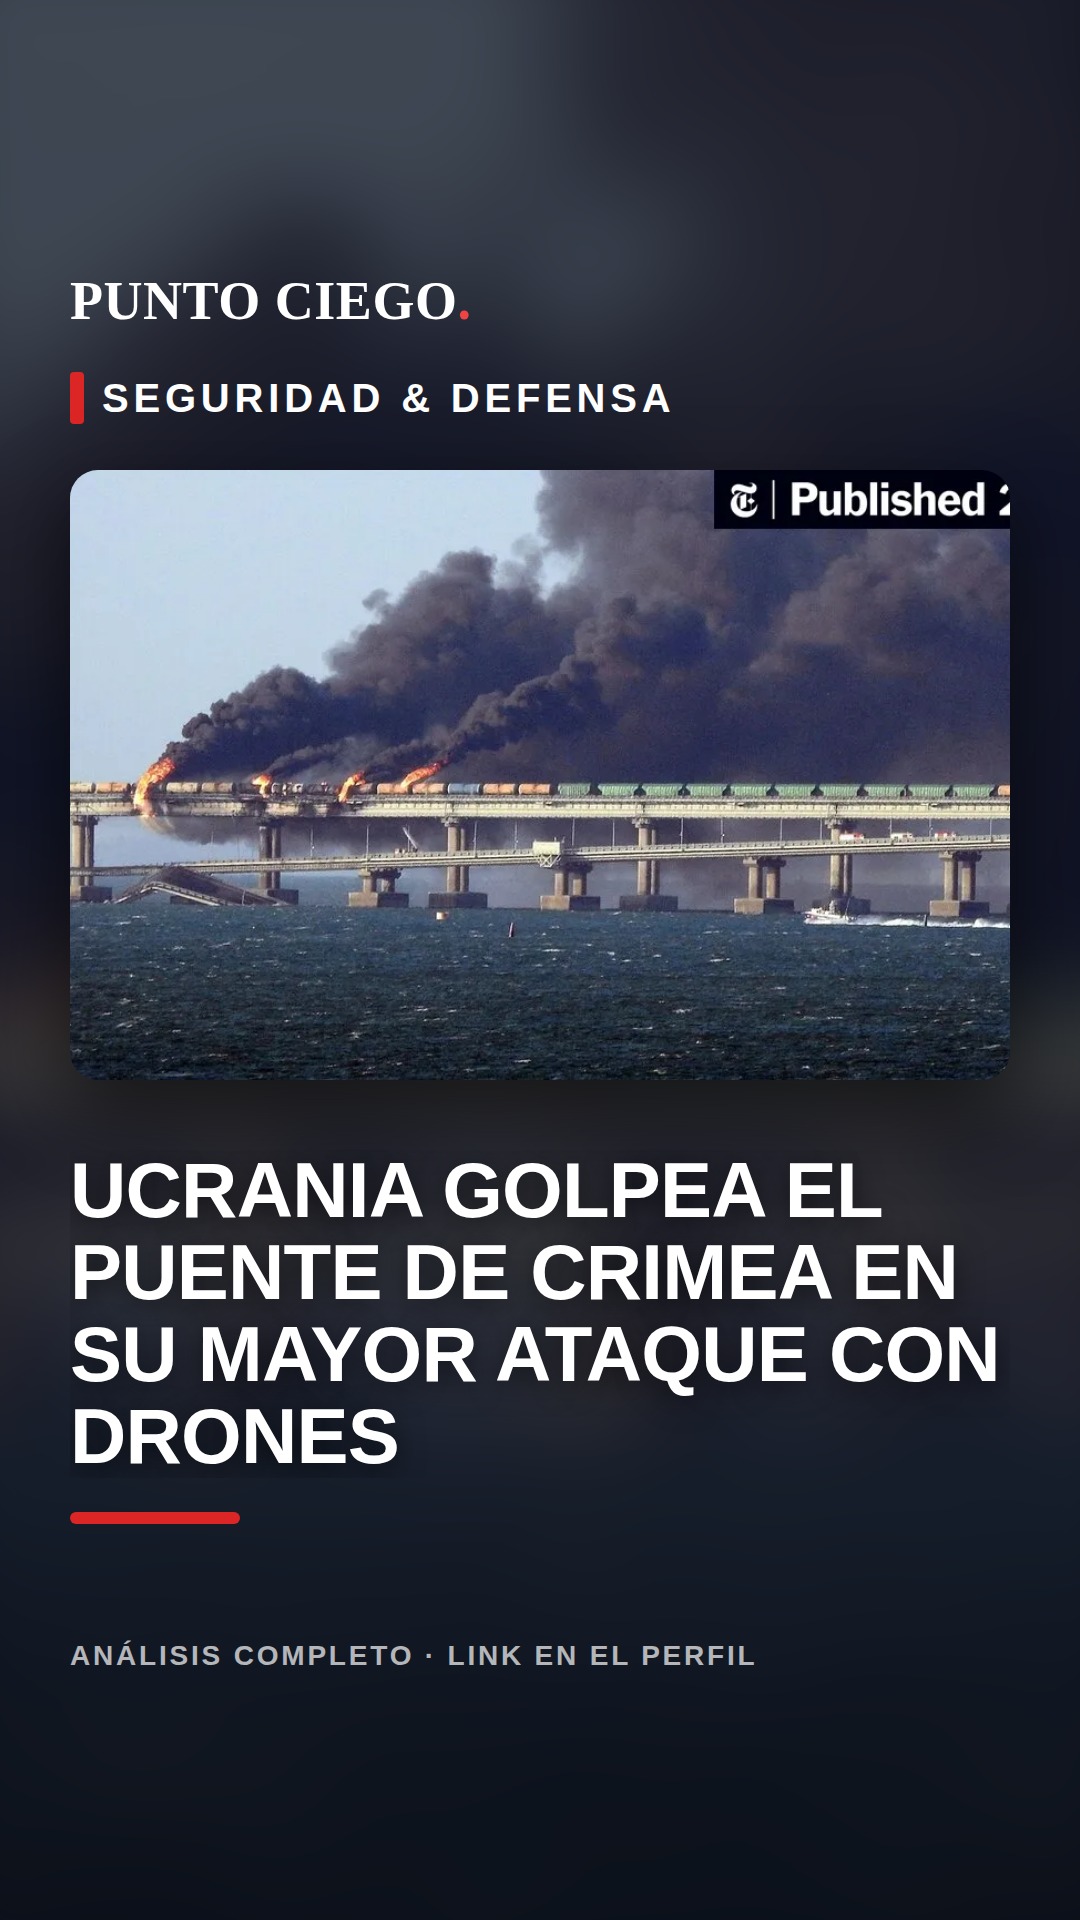 PUNTO CIEGO.
SEGURIDAD & DEFENSA
Published
UCRANIA GOLPEA EL
PUENTE DE CRIMEA EN
SU MAYOR ATAQUE CON
DRONES
ANÁLISIS COMPLETO · LINK EN EL PERFIL